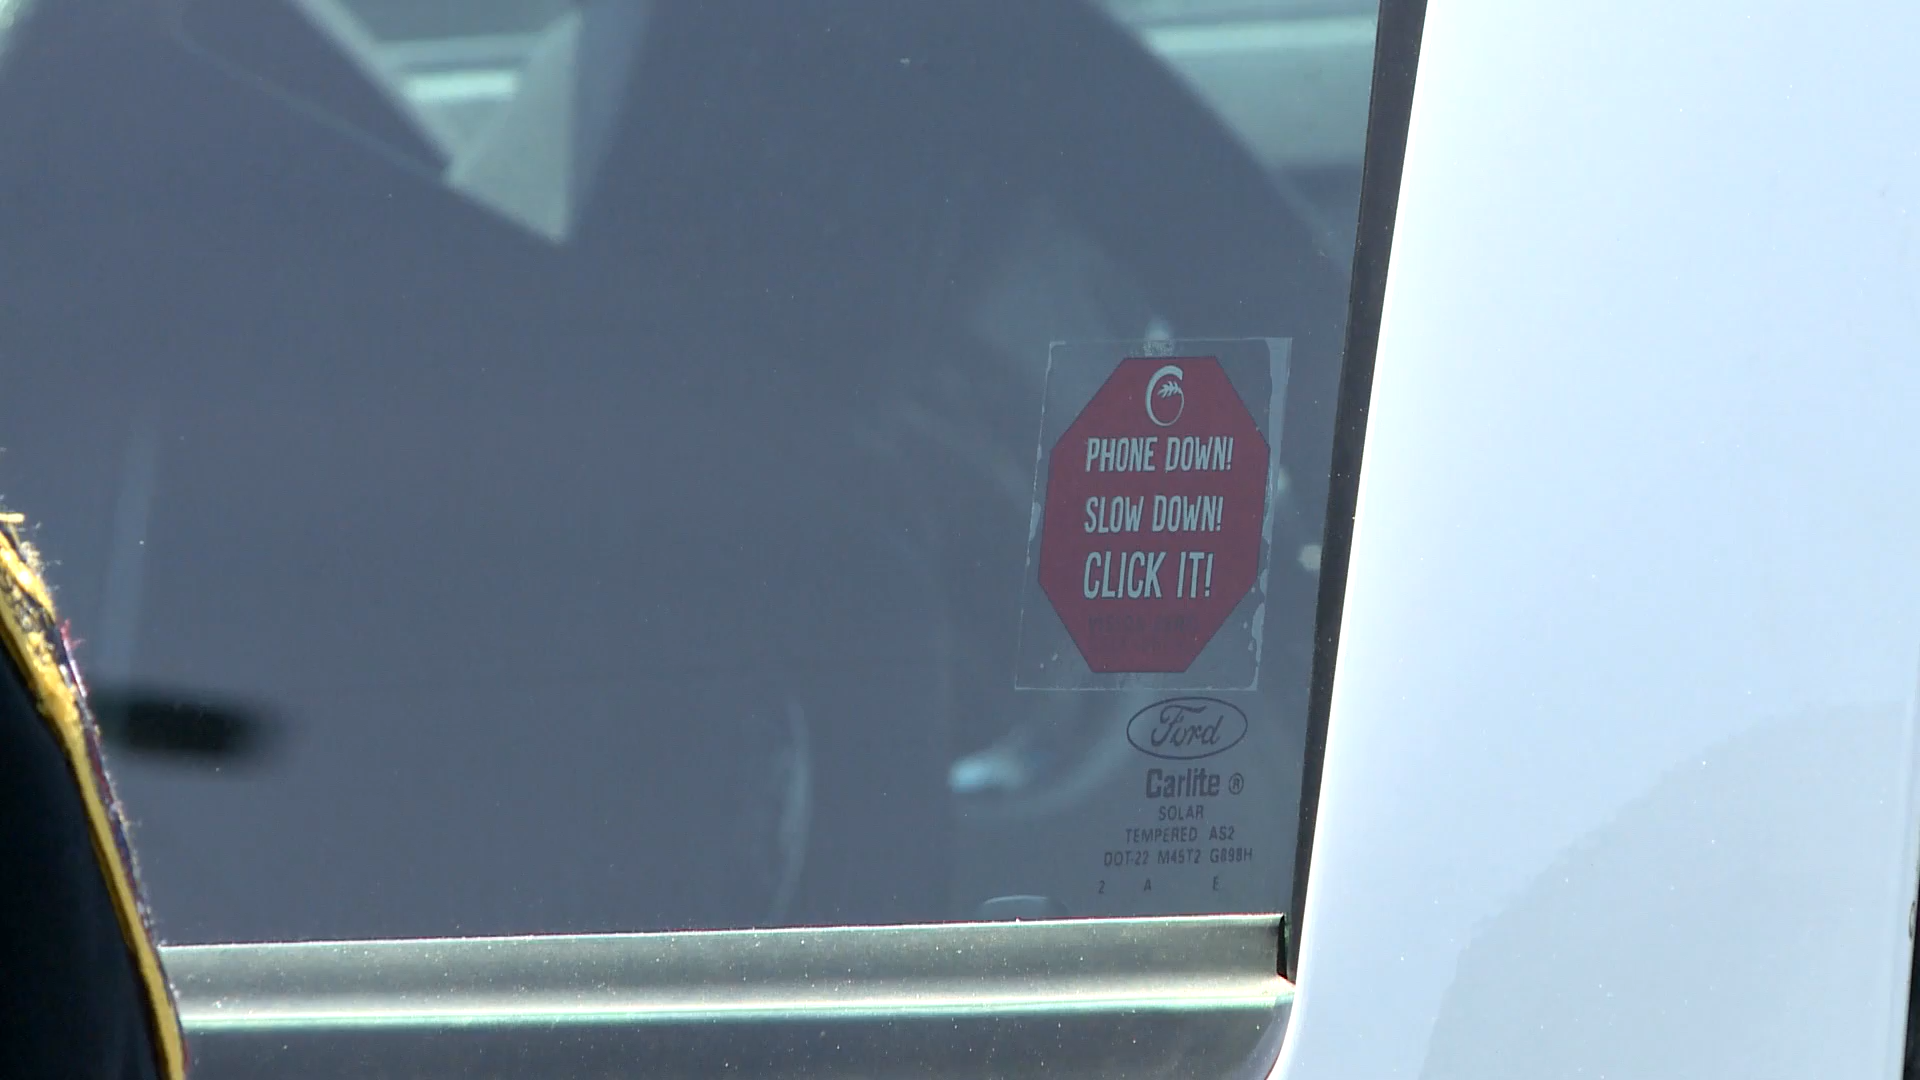 PHONE DOWN!
SLOW DOWN!
CLICK IT!
Ford
Carlite ®
SOLAR
TEMPERED AS2
DOT-22 M45T2 G898H
2 A E